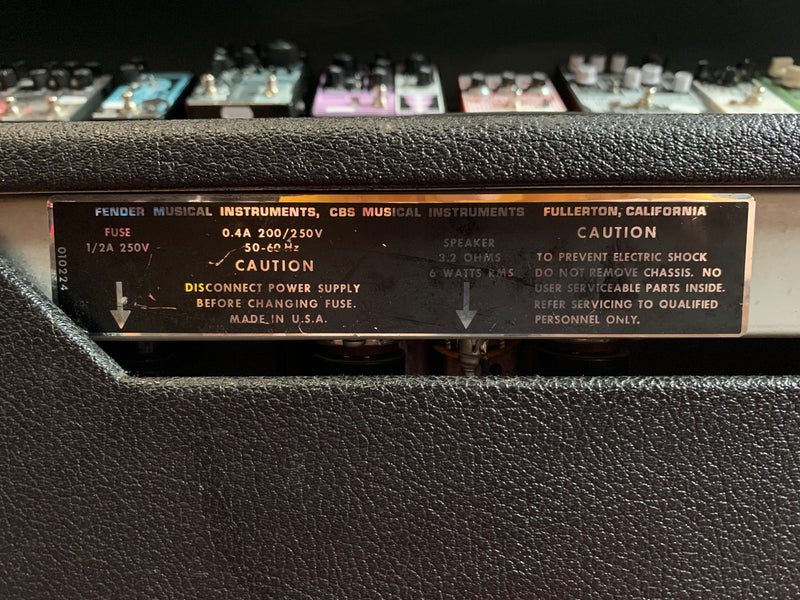 FENDER MUSICAL INSTRUMENTS, CBS MUSICAL INSTRUMENTS FULLERTON, CALIFORNIA
FUSE
1/2A 250V
0.4A 200/250V
50-60 Hz
CAUTION
DISCONNECT POWER SUPPLY
BEFORE CHANGING FUSE.
MADE IN U.S.A.
SPEAKER
3.2 OHMS
6 WATTS RMS
CAUTION
TO PREVENT ELECTRIC SHOCK
DO NOT REMOVE CHASSIS. NO
USER SERVICEABLE PARTS INSIDE.
REFER SERVICING TO QUALIFIED
PERSONNEL ONLY.
010224